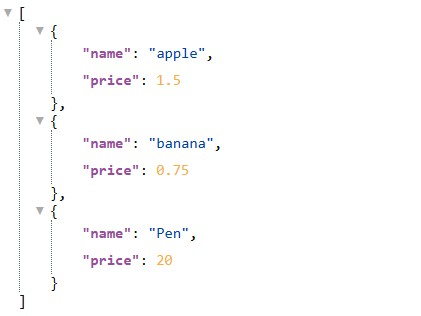 [
{
"name": "apple",
"price": 1.5
},
{
"name": "banana",
"price": 0.75
},
{
"name": "Pen",
"price": 20
}
]